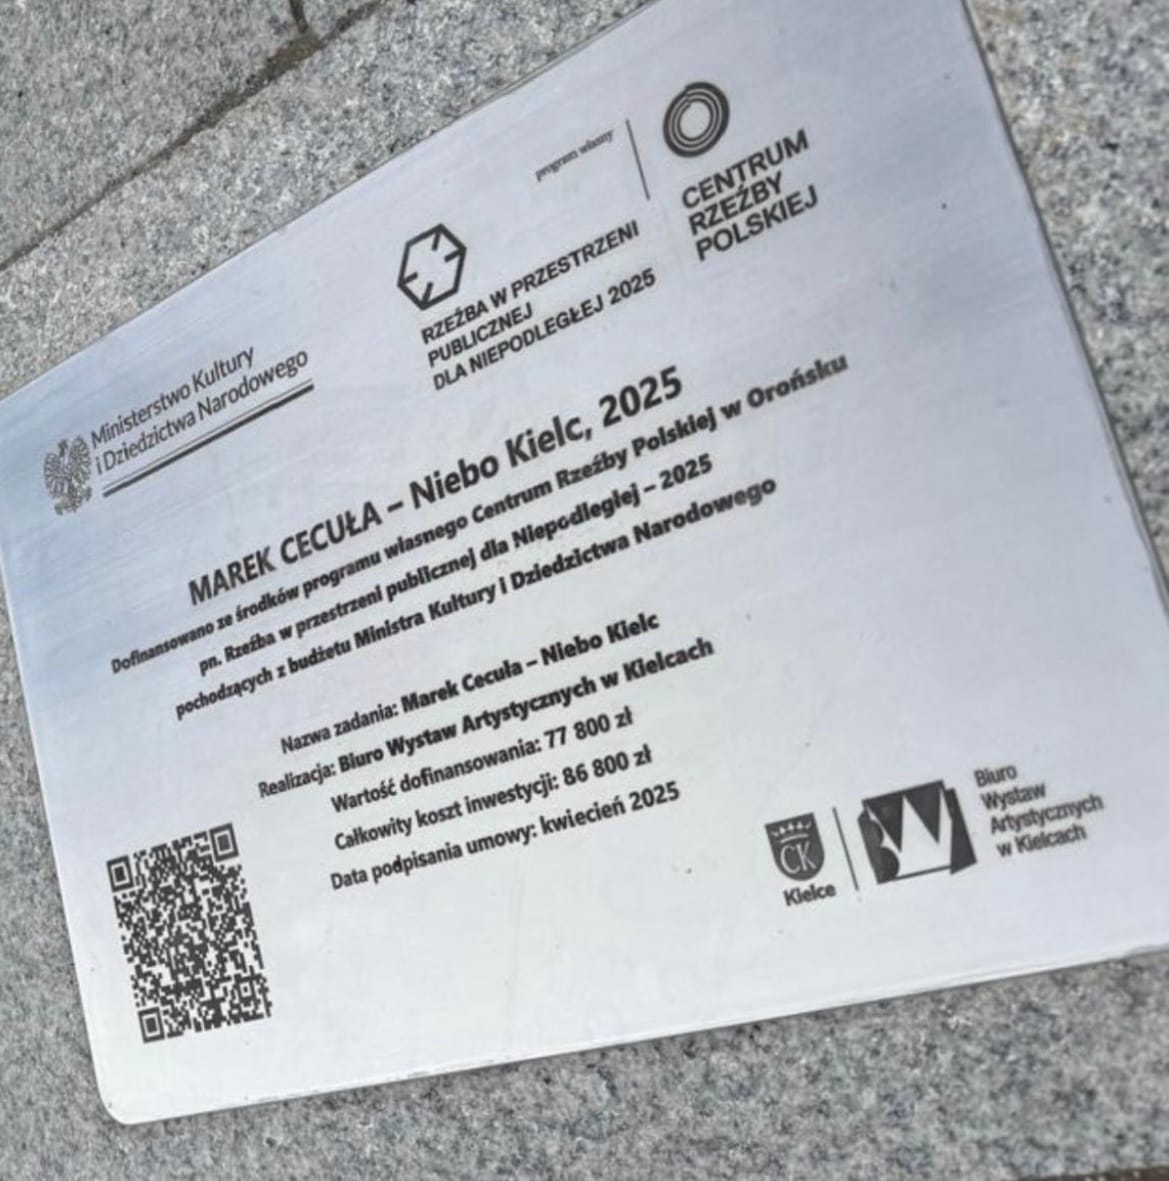 Ministerstwo Kultury
i Dziedzictwa Narodowego
RZEŹBA W PRZESTRZENI
PUBLICZNEJ
DLA NIEPODLEGŁEJ 2025
program własny
CENTRUM
RZEŹBY
POLSKIEJ
MAREK CECUŁA – Niebo Kielc, 2025
Dofinansowano ze środków programu własnego Centrum Rzeźby Polskiej w Orońsku
pn. Rzeźba w przestrzeni publicznej dla Niepodległej – 2025
pochodzących z budżetu Ministra Kultury i Dziedzictwa Narodowego
Nazwa zadania: Marek Cecuła – Niebo Kielc
Realizacja: Biuro Wystaw Artystycznych w Kielcach
Wartość dofinansowania: 77 800 zł
Całkowity koszt inwestycji: 86 800 zł
Data podpisania umowy: kwiecień 2025
CK
Kielce
Biuro
Wystaw
Artystycznych
w Kielcach